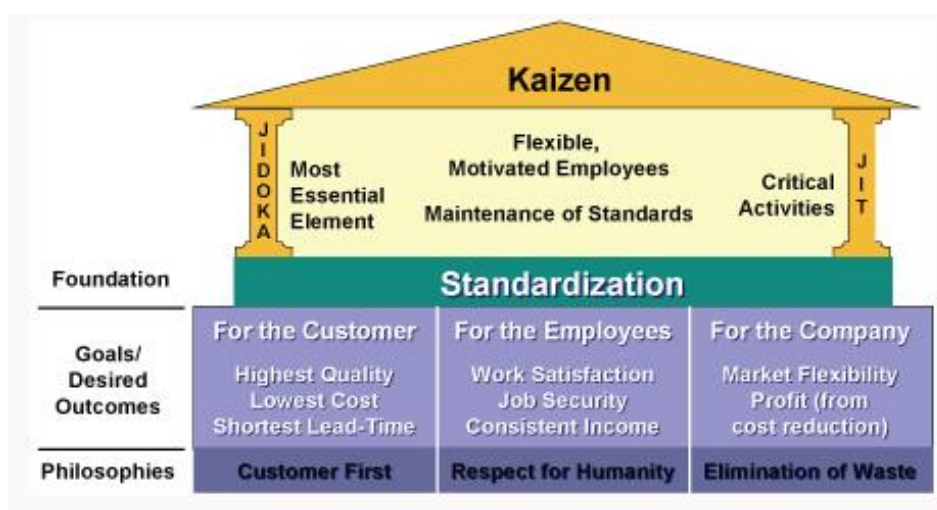 Kaizen
JIDOKA
Most
Essential
Element
Flexible,
Motivated Employees
Maintenance of Standards
Critical
Activities
JIT
Foundation
Standardization
Goals/
Desired
Outcomes
For the Customer
Highest Quality
Lowest Cost
Shortest Lead-Time
For the Employees
Work Satisfaction
Job Security
Consistent Income
For the Company
Market Flexibility
Profit (from
cost reduction)
Philosophies
Customer First
Respect for Humanity
Elimination of Waste